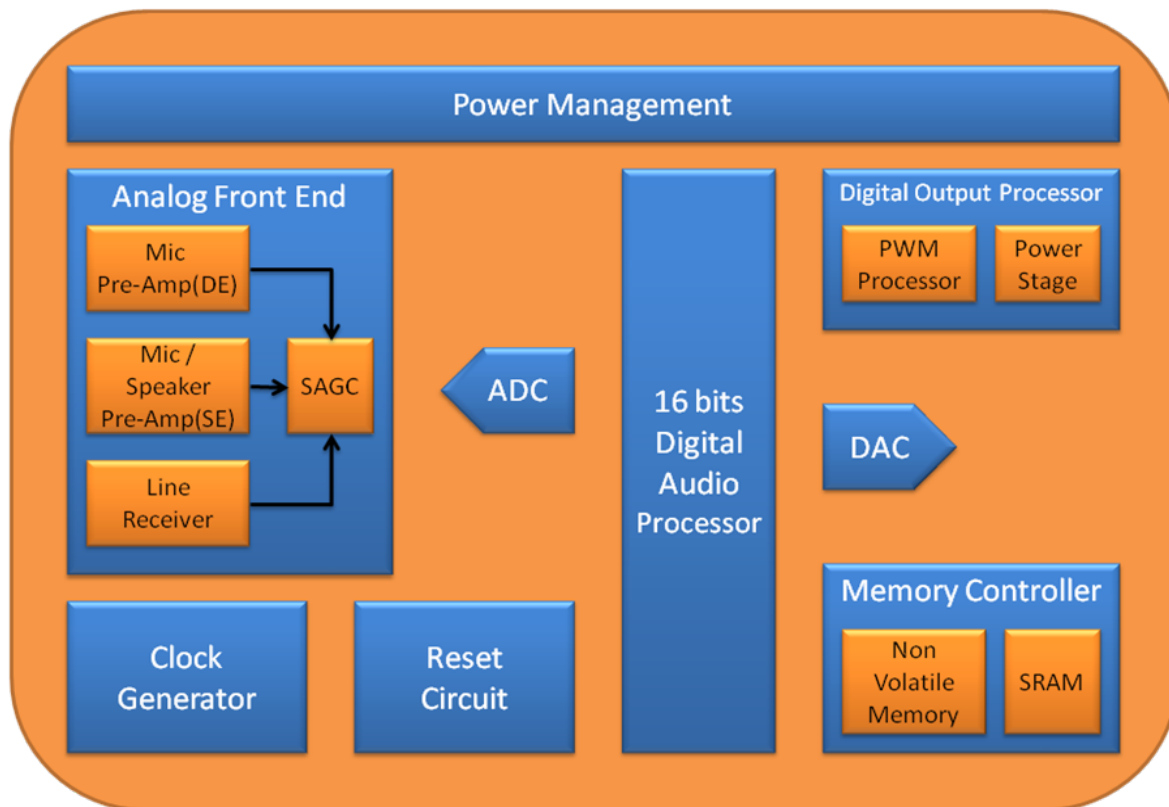 Power Management
Analog Front End
Mic
Pre-Amp(DE)
Mic /
Speaker
Pre-Amp(SE)
SAGC
Line
Receiver
ADC
16 bits
Digital
Audio
Processor
Digital Output Processor
PWM
Processor
Power
Stage
DAC
Memory Controller
Non
Volatile
Memory
SRAM
Clock
Generator
Reset
Circuit